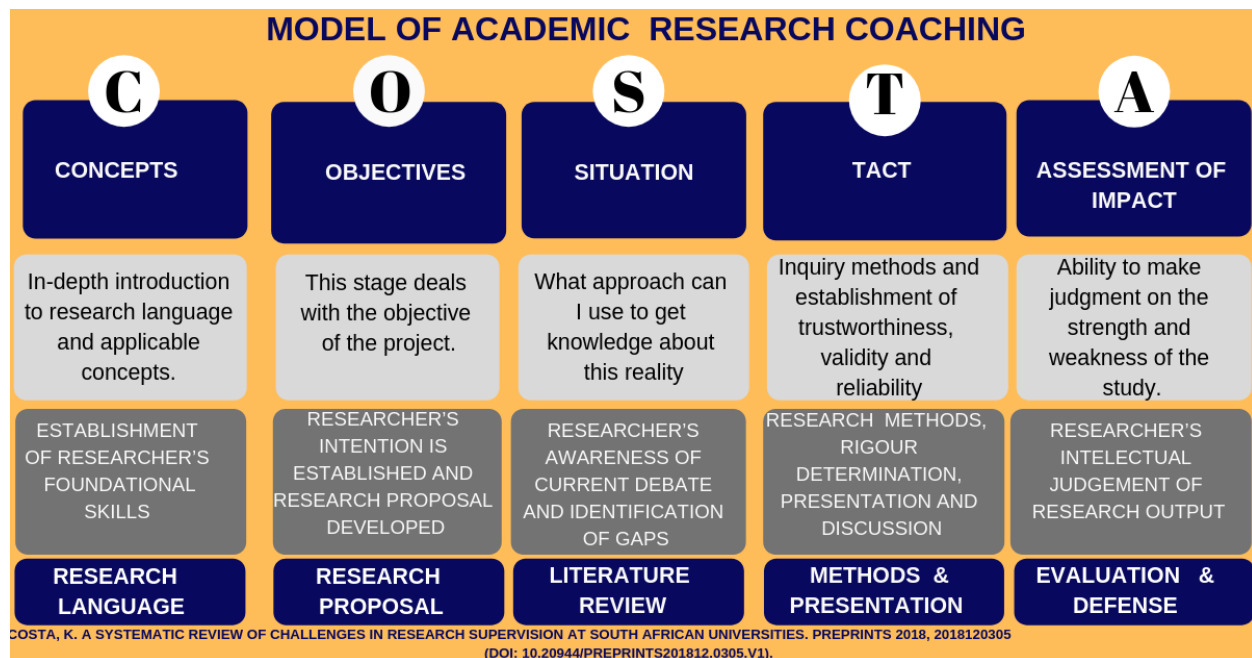 MODEL OF ACADEMIC RESEARCH COACHING
C
CONCEPTS
In-depth introduction
to research language
and applicable
concepts.
ESTABLISHMENT
OF RESEARCHER'S
FOUNDATIONAL
SKILLS
RESEARCH
LANGUAGE
O
OBJECTIVES
This stage deals
with the objective
of the project.
RESEARCHER'S
INTENTION IS
ESTABLISHED AND
RESEARCH PROPOSAL
DEVELOPED
RESEARCH
PROPOSAL
S
SITUATION
What approach can
I use to get
knowledge about
this reality
RESEARCHER'S
AWARENESS OF
CURRENT DEBATE
AND IDENTIFICATION
OF GAPS
LITERATURE
REVIEW
T
TACT
Inquiry methods and
establishment of
trustworthiness,
validity and
reliability
RESEARCH METHODS,
RIGOUR
DETERMINATION,
PRESENTATION AND
DISCUSSION
METHODS &
PRESENTATION
A
ASSESSMENT OF
IMPACT
Ability to make
judgment on the
strength and
weakness of the
study.
RESEARCHER'S
INTELECTUAL
JUDGEMENT OF
RESEARCH OUTPUT
EVALUATION &
DEFENSE
COSTA, K. A SYSTEMATIC REVIEW OF CHALLENGES IN RESEARCH SUPERVISION AT SOUTH AFRICAN UNIVERSITIES. PREPRINTS 2018, 2018120305
(DOI: 10.20944/PREPRINTS201812.0305.V1).